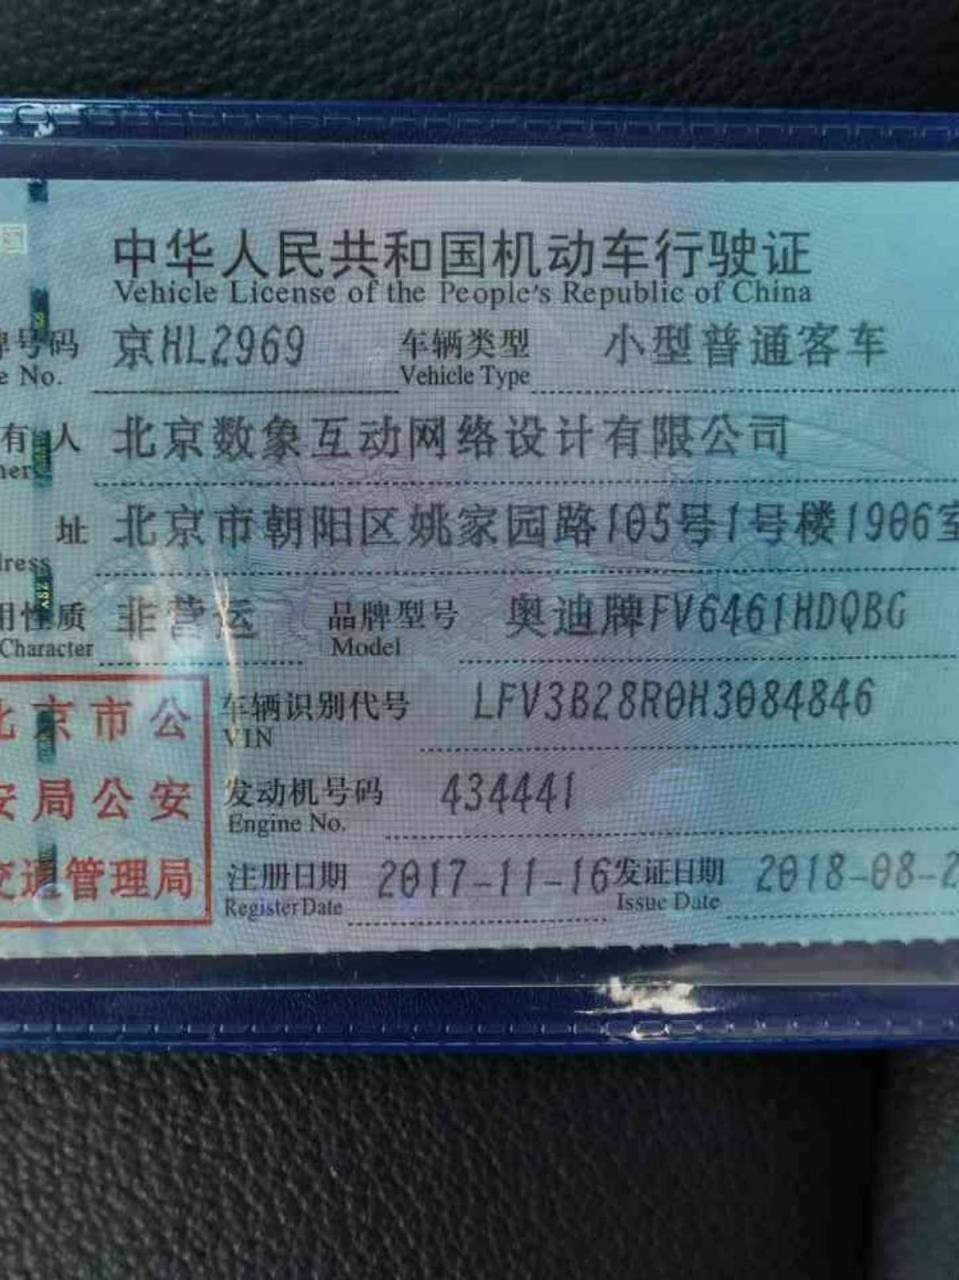 中华人民共和国机动车行驶证
Vehicle License of the People's Republic of China
号码 京HL2969 车辆类型 小型普通客车
No. Vehicle Type
有人 北京数象互动网络设计有限公司
址 北京市朝阳区姚家园路105号1号楼1906室
用性质 非营运 品牌型号 奥迪牌FV6461HDQBG
Character Model
北京市公 车辆识别代号 LFV3B28R0H3084846
VIN
安局公安 发动机号码 434441
Engine No.
交通管理局 注册日期 2017-11-16 发证日期 2018-08-2
Register Date Issue Date